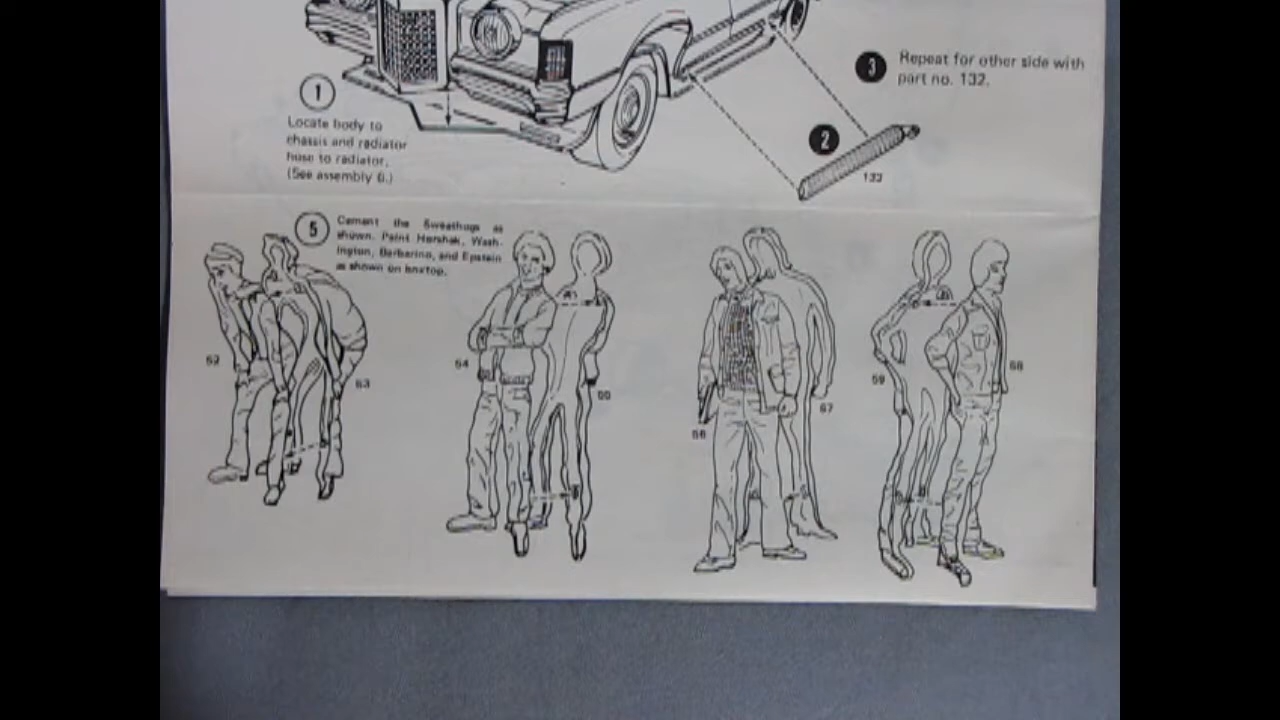 1
Locate body to
chassis and radiator
hose to radiator.
(See assembly 6.)
2
133
3
Repeat for other side with
part no. 132.
5
Cement the Sweathogs as
shown. Paint Horshak, Wash-
ington, Barbarino, and Epstein
as shown on boxtop.
52
53
54
55
56
57
59
58